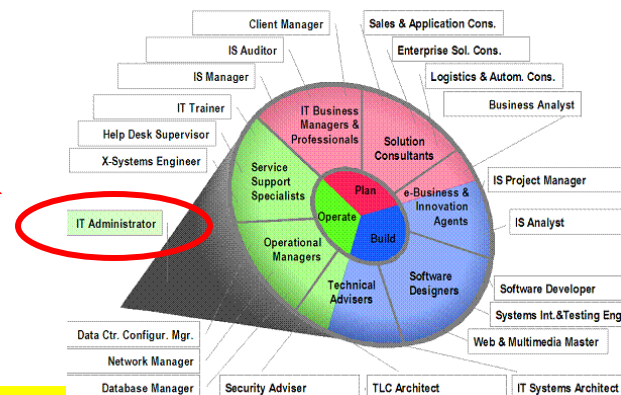 Client Manager
Sales & Application Cons.
IS Auditor
Enterprise Sol. Cons.
IS Manager
Logistics & Autom. Cons.
IT Trainer
Business Analyst
Help Desk Supervisor
X-Systems Engineer
IT Business
Managers &
Professionals
Solution
Consultants
Service
Support
Specialists
Plan
e-Business &
Innovation
Agents
IS Project Manager
IT Administrator
Operate
IS Analyst
Build
Operational
Managers
Technical
Advisers
Software
Designers
Software Developer
Systems Int.&Testing Eng
Data Ctr. Configur. Mgr.
Web & Multimedia Master
Network Manager
Database Manager
Security Adviser
TLC Architect
IT Systems Architect